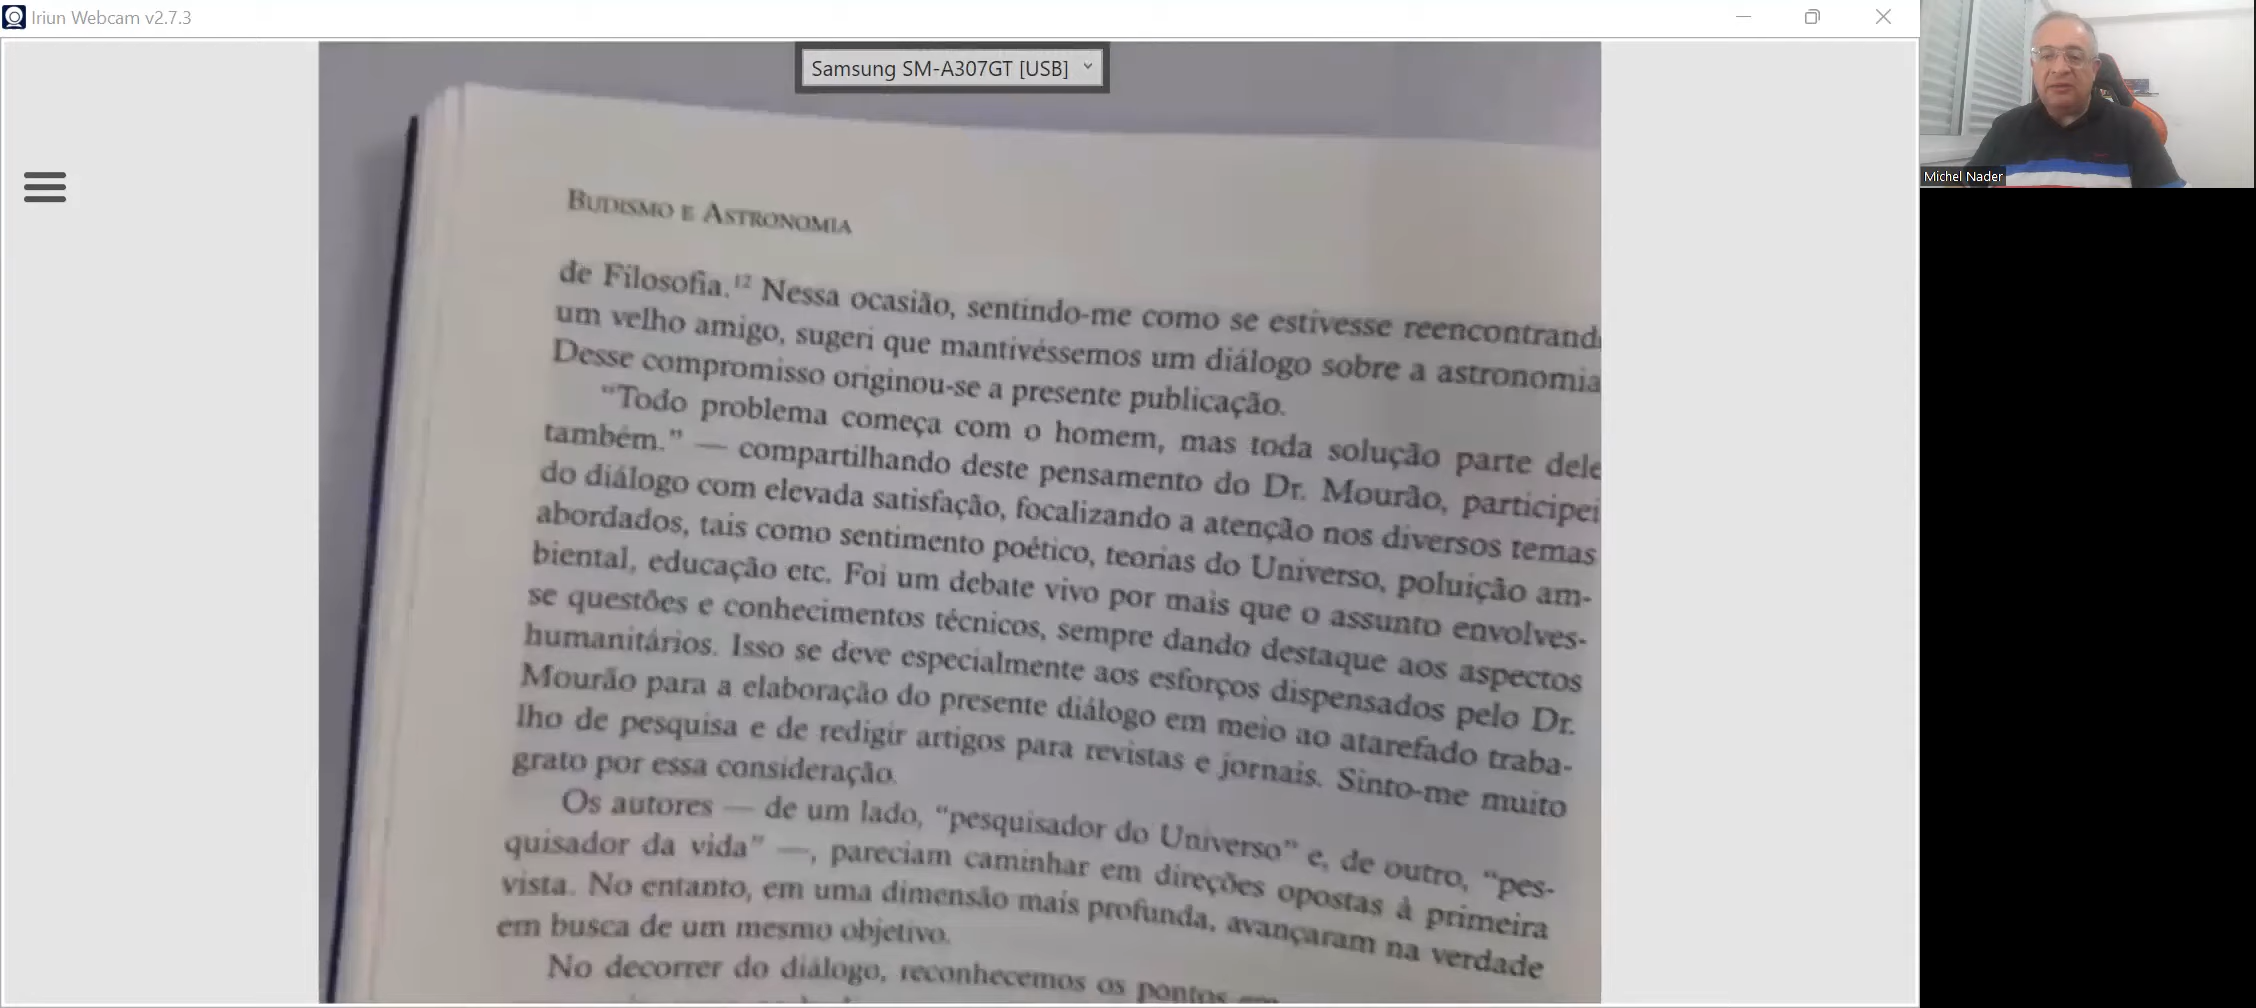 Iriun Webcam v2.7.3
Samsung SM-A307GT [USB]
Michel Nader
BUDISMO E ASTRONOMIA
de Filosofia.¹² Nessa ocasião, sentindo-me como se estivesse reencontrand
um velho amigo, sugeri que mantivéssemos um diálogo sobre a astronomia
Desse compromisso originou-se a presente publicação.
“Todo problema começa com o homem, mas toda solução parte dele
também.” — compartilhando deste pensamento do Dr. Mourão, participei
do diálogo com elevada satisfação, focalizando a atenção nos diversos temas
abordados, tais como sentimento poético, teorias do Universo, poluição am-
biental, educação etc. Foi um debate vivo por mais que o assunto envolves-
se questões e conhecimentos técnicos, sempre dando destaque aos aspectos
humanitários. Isso se deve especialmente aos esforços dispensados pelo Dr.
Mourão para a elaboração do presente diálogo em meio ao atarefado traba-
lho de pesquisa e de redigir artigos para revistas e jornais. Sinto-me muito
grato por essa consideração.
Os autores — de um lado, “pesquisador do Universo” e, de outro, “pes-
quisador da vida” —, pareciam caminhar em direções opostas à primeira
vista. No entanto, em uma dimensão mais profunda, avançaram na verdade
em busca de um mesmo objetivo.
No decorrer do diálogo, reconhecemos os pontos em